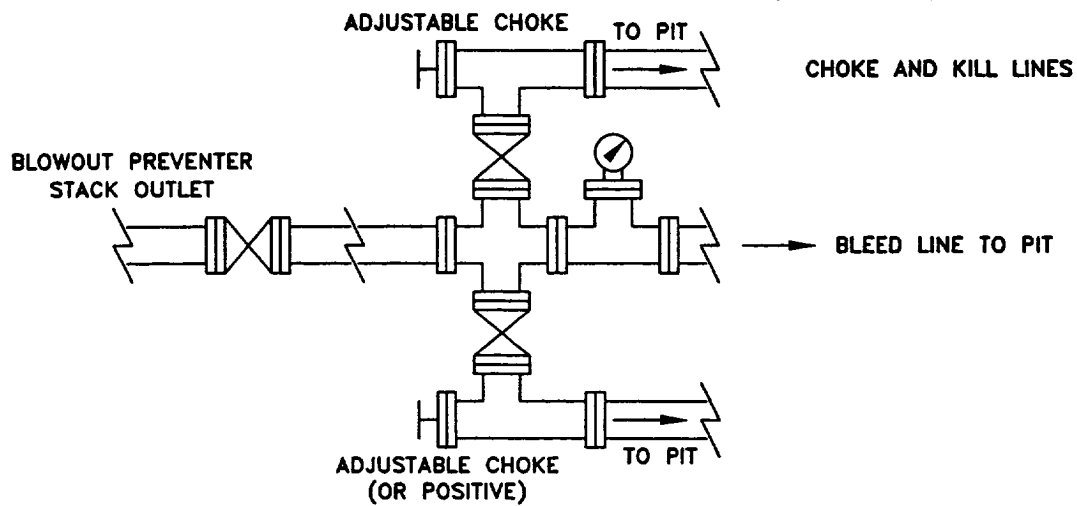 ADJUSTABLE CHOKE
TO PIT
CHOKE AND KILL LINES
BLOWOUT PREVENTER
STACK OUTLET
BLEED LINE TO PIT
TO PIT
ADJUSTABLE CHOKE
(OR POSITIVE)